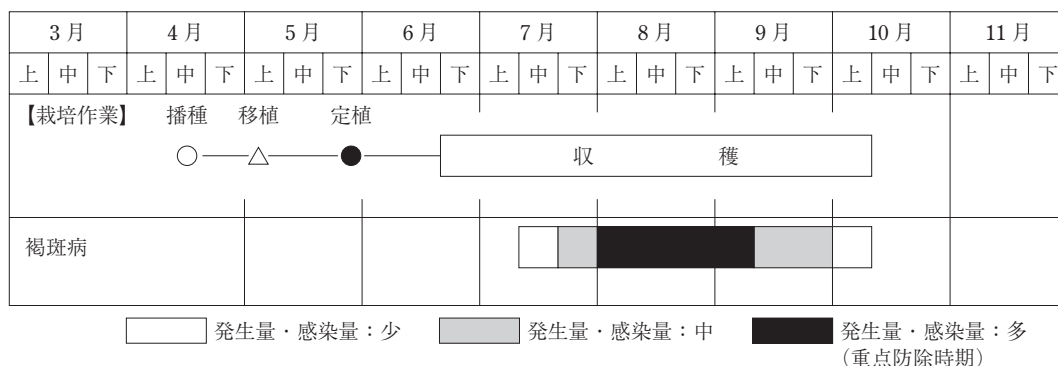 3月 4月 5月 6月 7月 8月 9月 10月 11月
上 中 下 上 中 下 上 中 下 上 中 下 上 中 下 上 中 下 上 中 下 上 中 下 上 中 下
【栽培作業】 播種 移植 定植
収穫
褐斑病
発生量・感染量：少 発生量・感染量：中 発生量・感染量：多
（重点防除時期）